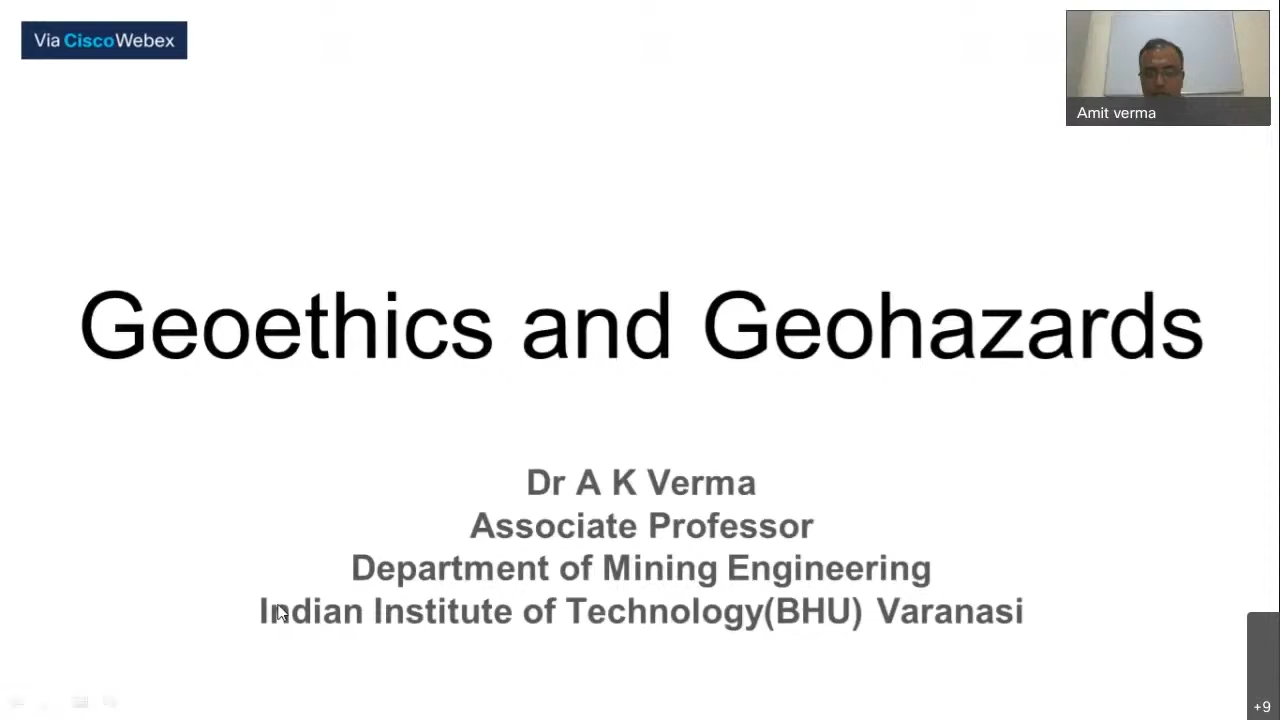 Via CiscoWebex
Amit verma
Geoethics and Geohazards
Dr A K Verma
Associate Professor
Department of Mining Engineering
Indian Institute of Technology(BHU) Varanasi
+9